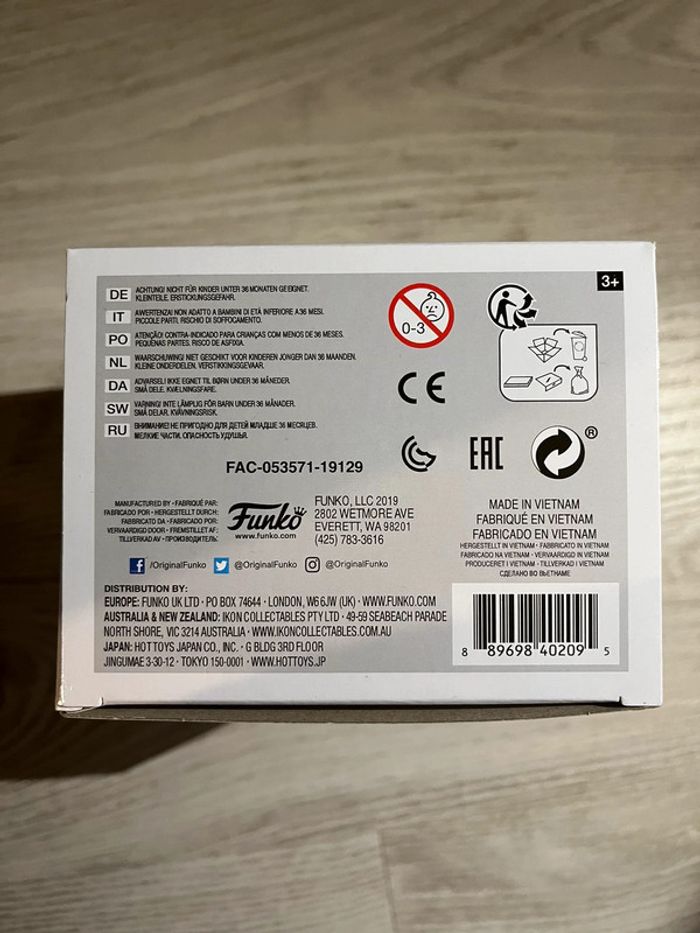 3+
DE ACHTUNG! NICHT FÜR KINDER UNTER 36 MONATEN GEEIGNET.
KLEINTEILE. ERSTICKUNGSGEFAHR.
IT AVVERTENZA! NON ADATTO A BAMBINI DI ETÀ INFERIORE A 36 MESI.
PICCOLE PARTI, RISCHIO DI SOFFOCAMENTO.
PO ATENÇÃO! CONTRA-INDICADO PARA CRIANÇAS COM MENOS DE 36 MESES.
PEQUENAS PARTES. RISCO DE ASFIXIA.
NL WAARSCHUWING! NIET GESCHIKT VOOR KINDEREN JONGER DAN 36 MAANDEN.
KLEINE ONDERDELEN. VERSTIKKINGSGEVAAR.
DA ADVARSEL! IKKE EGNET TIL BØRN UNDER 36 MÅNEDER.
SMÅ DELE. KVÆLNINGSFARE.
SW VARNING! INTE LÄMPLIG FÖR BARN UNDER 36 MÅNADER.
SMÅ DELAR. KVÄVNINGSRISK.
RU ВНИМАНИЕ! НЕ ПРИГОДНО ДЛЯ ДЕТЕЙ МЛАДШЕ 36 МЕСЯЦЕВ.
МЕЛКИЕ ЧАСТИ. ОПАСНОСТЬ УДУШЬЯ.
0-3
CE
EAC
®
FAC-053571-19129
MANUFACTURED BY · FABRIQUÉ PAR:
FABRICADO POR · HERGESTELLT DURCH:
FABBRICATO DA · FABRICADO POR:
VERVAARDIGD DOOR · FREMSTILLET AF:
TILLVERKAD AV · ПРОИЗВОДИТЕЛЬ:
Funko
www.funko.com
FUNKO, LLC 2019
2802 WETMORE AVE
EVERETT, WA 98201
(425) 783-3616
MADE IN VIETNAM
FABRIQUÉ EN VIETNAM
FABRICADO EN VIETNAM
HERGESTELLT IN VIETNAM · FABBRICATO IN VIETNAM
FABRICADO NA VIETNAM · VERVAARDIGD IN VIETNAM
PRODUCERET I VIETNAM · TILLVERKAD I VIETNAM
СДЕЛАНО ВО ВЬЕТНАМЕ
f /OriginalFunko @OriginalFunko @OriginalFunko
DISTRIBUTION BY:
EUROPE: FUNKO UK LTD · PO BOX 74644 · LONDON, W6 6JW (UK) · WWW.FUNKO.COM
AUSTRALIA & NEW ZEALAND: IKON COLLECTABLES PTY LTD · 49-59 SEABEACH PARADE
NORTH SHORE, VIC 3214 AUSTRALIA · WWW.IKONCOLLECTABLES.COM.AU
JAPAN: HOT TOYS JAPAN CO., INC. · G BLDG 3RD FLOOR
JINGUMAE 3-30-12 · TOKYO 150-0001 · WWW.HOTTOYS.JP
8 89698 40209 5